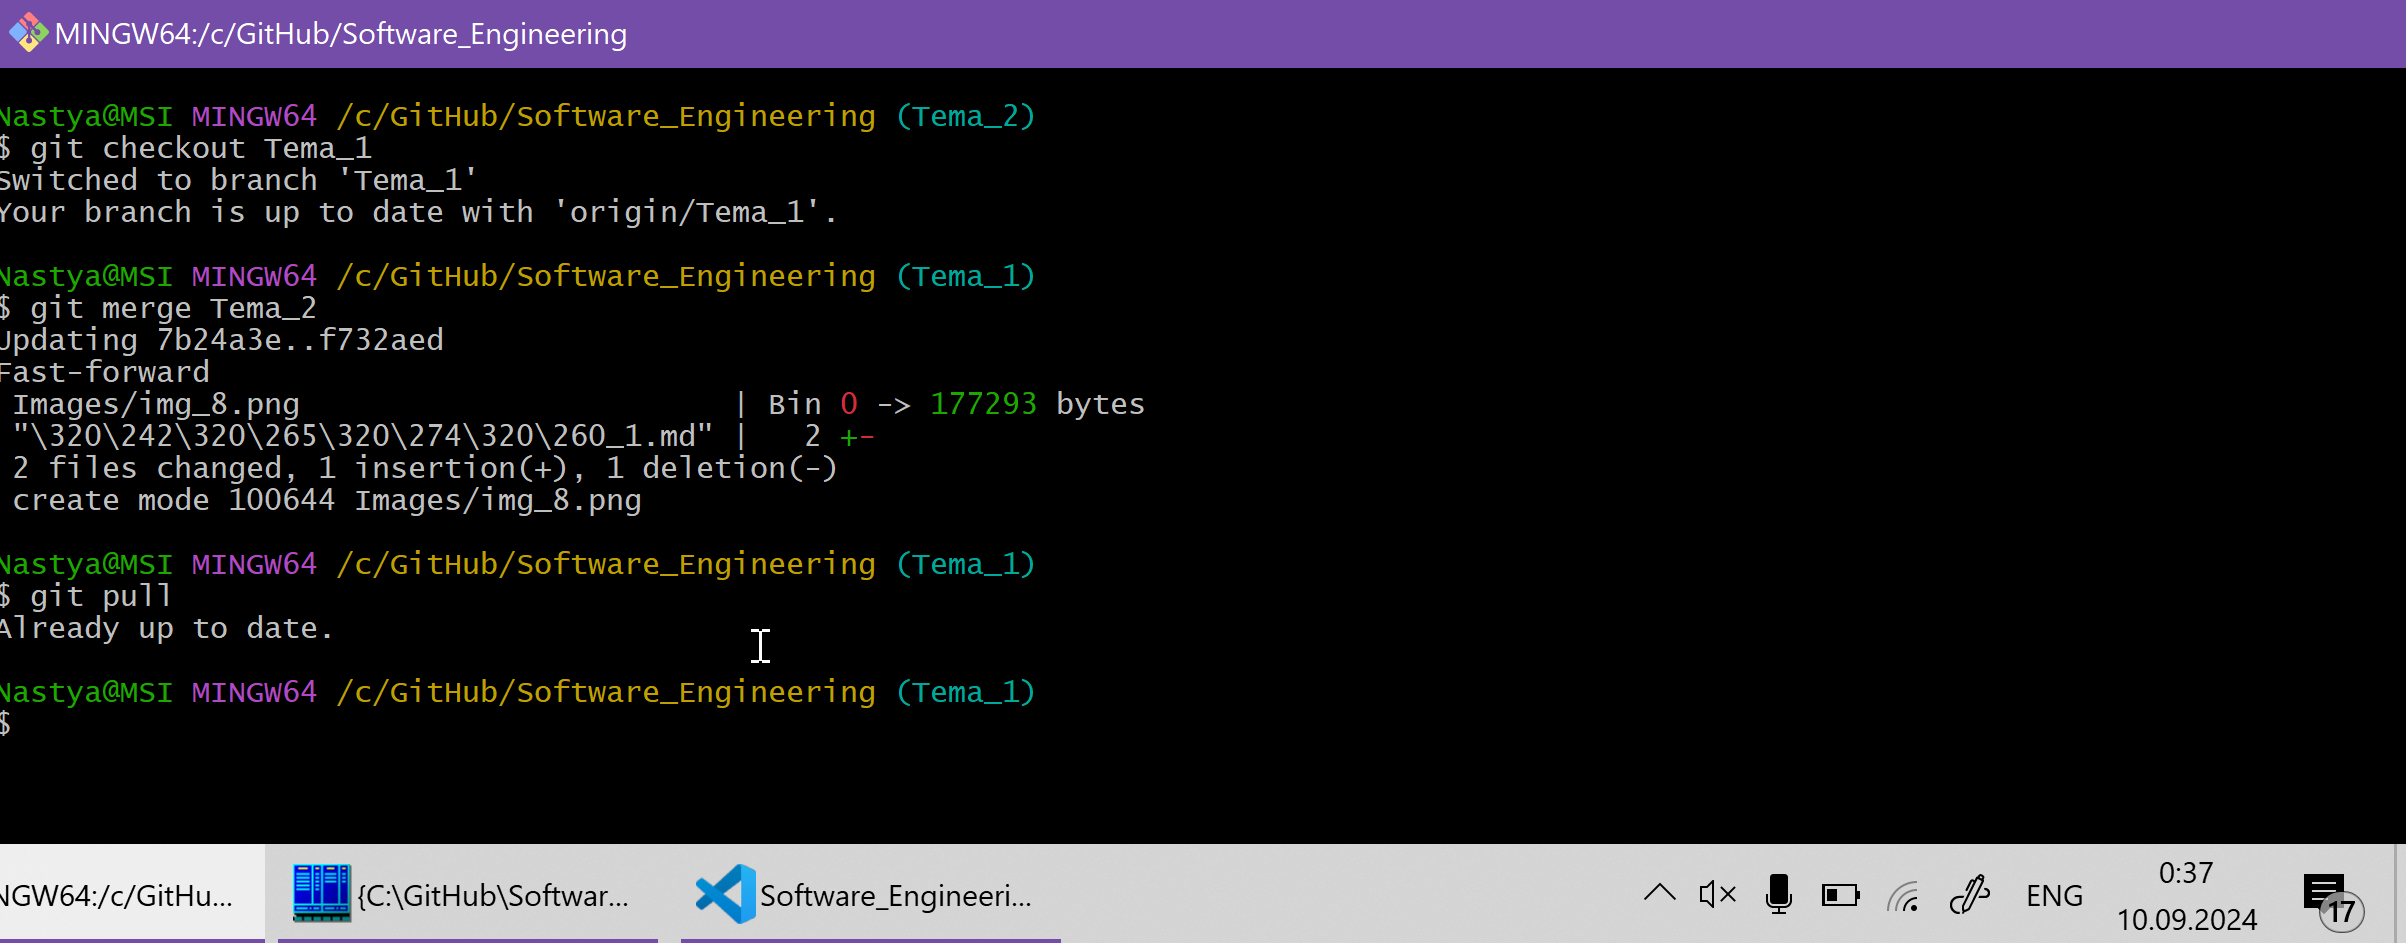 MINGW64:/c/GitHub/Software_Engineering
Nastya@MSI MINGW64 /c/GitHub/Software_Engineering (Tema_2)
$ git checkout Tema_1
Switched to branch 'Tema_1'
Your branch is up to date with 'origin/Tema_1'.
Nastya@MSI MINGW64 /c/GitHub/Software_Engineering (Tema_1)
$ git merge Tema_2
Updating 7b24a3e..f732aed
Fast-forward
Images/img_8.png | Bin 0 -> 177293 bytes
"\320\242\320\265\320\274\320\260_1.md" | 2 +-
2 files changed, 1 insertion(+), 1 deletion(-)
create mode 100644 Images/img_8.png
Nastya@MSI MINGW64 /c/GitHub/Software_Engineering (Tema_1)
$ git pull
Already up to date.
Nastya@MSI MINGW64 /c/GitHub/Software_Engineering (Tema_1)
$
NGW64:/c/GitHu... {C:\GitHub\Softwar... Software_Engineeri... ENG 0:37
10.09.2024 17